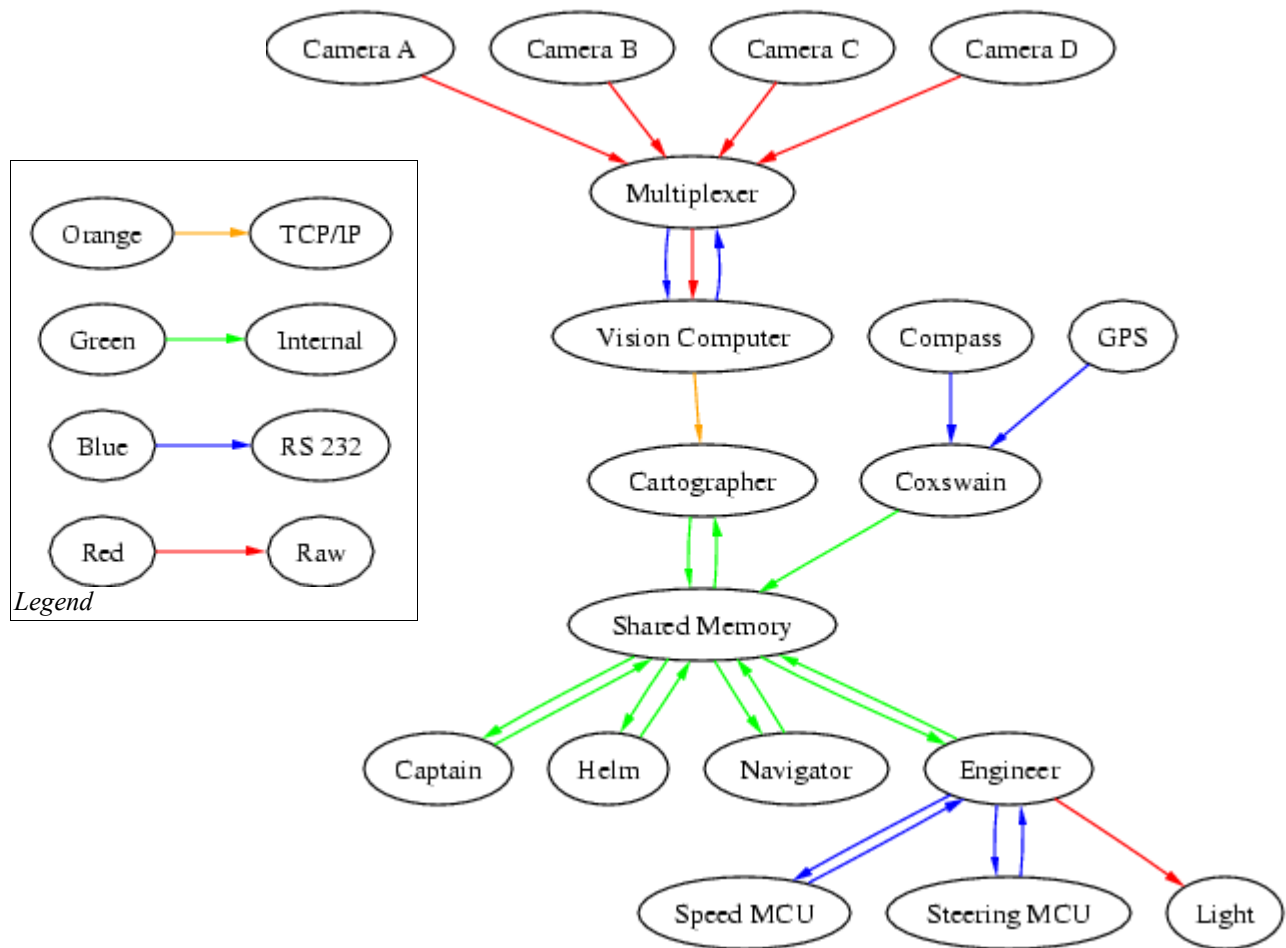 Camera A
Camera B
Camera C
Camera D
Multiplexer
Orange
TCP/IP
Green
Internal
Blue
RS 232
Red
Raw
Legend
Vision Computer
Compass
GPS
Cartographer
Coxswain
Shared Memory
Captain
Helm
Navigator
Engineer
Speed MCU
Steering MCU
Light